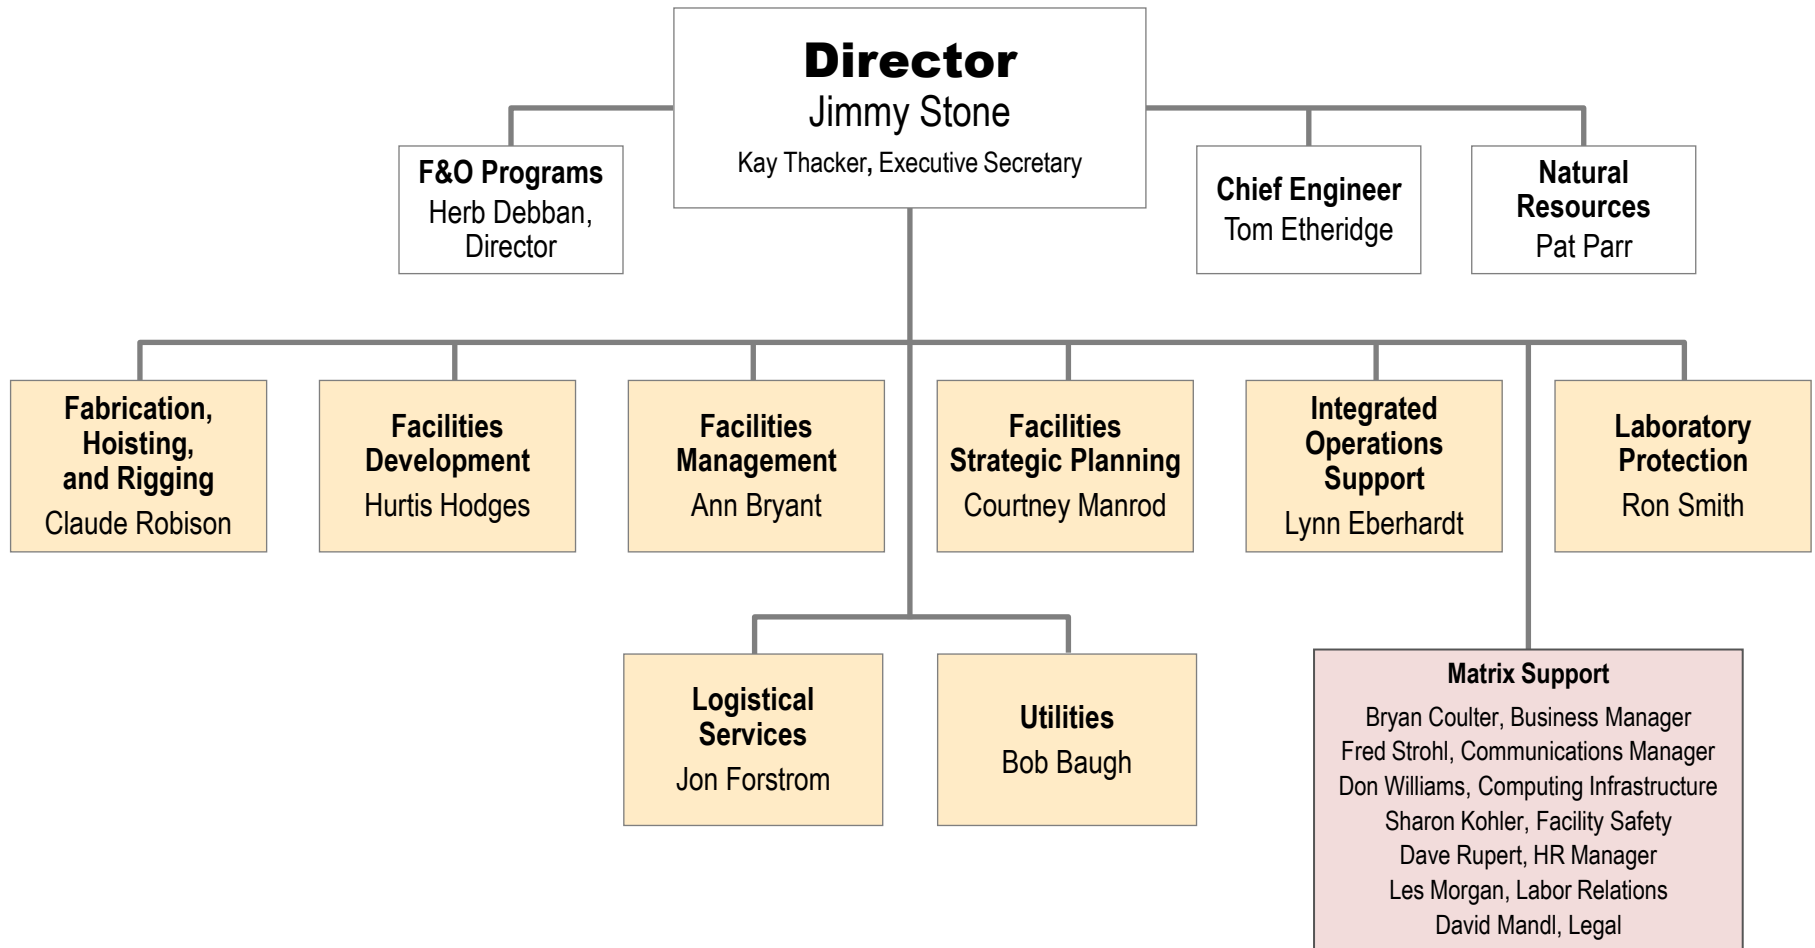 Director
Jimmy Stone
Kay Thacker, Executive Secretary
F&O Programs
Herb Debban,
Director
Chief Engineer
Tom Etheridge
Natural
Resources
Pat Parr
Fabrication,
Hoisting,
and Rigging
Claude Robison
Facilities
Development
Hurtis Hodges
Facilities
Management
Ann Bryant
Facilities
Strategic Planning
Courtney Manrod
Integrated
Operations
Support
Lynn Eberhardt
Laboratory
Protection
Ron Smith
Logistical
Services
Jon Forstrom
Utilities
Bob Baugh
Matrix Support
Bryan Coulter, Business Manager
Fred Strohl, Communications Manager
Don Williams, Computing Infrastructure
Sharon Kohler, Facility Safety
Dave Rupert, HR Manager
Les Morgan, Labor Relations
David Mandl, Legal